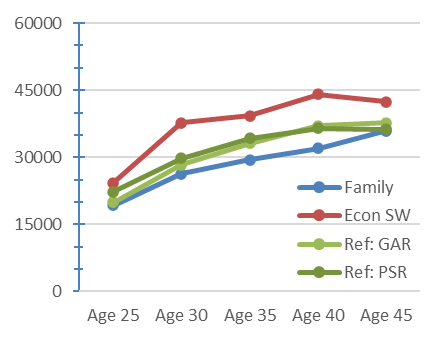 60000
45000
30000
15000
0
Family
Econ SW
Ref: GAR
Ref: PSR
Age 25 Age 30 Age 35 Age 40 Age 45